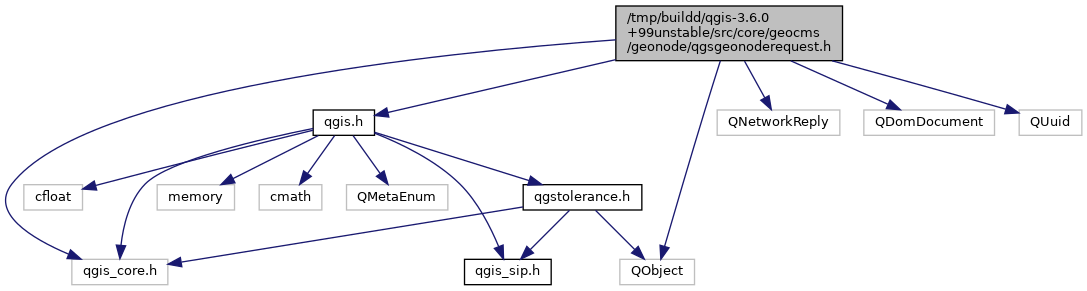 /tmp/buildd/qgis-3.6.0
+99unstable/src/core/geocms
/geonode/qgsgeonoderequest.h
qgis.h
QNetworkReply
QDomDocument
QUuid
cfloat
memory
cmath
QMetaEnum
qgstolerance.h
qgis_core.h
qgis_sip.h
QObject